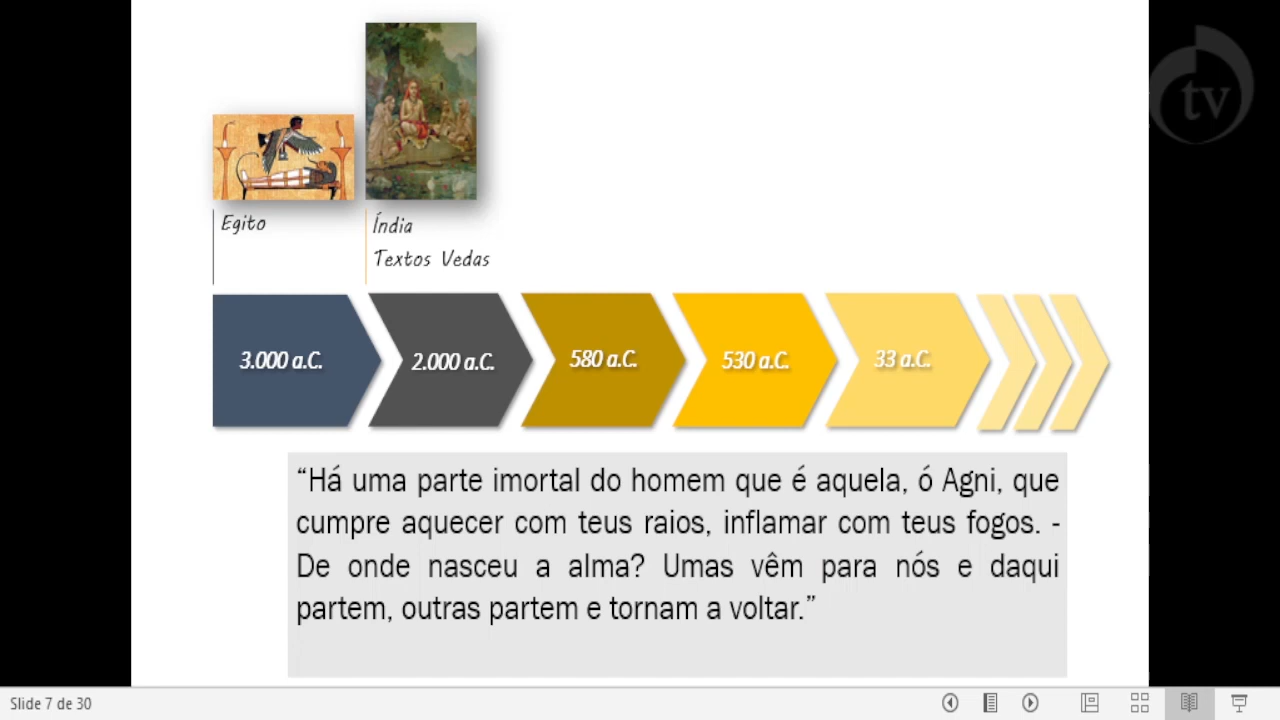 tv
Egito
Índia
Textos Vedas
3.000 a.C.
2.000 a.C.
580 a.C.
530 a.C.
33 a.C.
“Há uma parte imortal do homem que é aquela, ó Agni, que
cumpre aquecer com teus raios, inflamar com teus fogos. -
De onde nasceu a alma? Umas vêm para nós e daqui
partem, outras partem e tornam a voltar.”
Slide 7 de 30